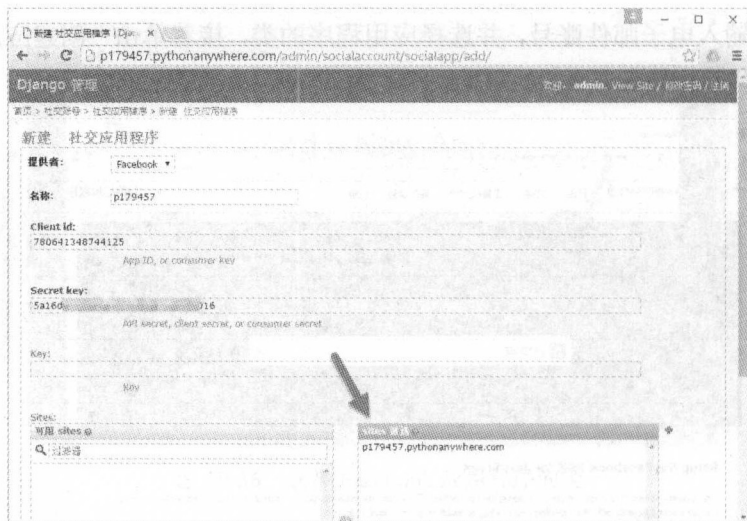 新建 社交应用程序 | Dja
p179457.pythonanywhere.com/admin/socialaccount/socialapp/add/
Django 管理
admin. View Site /
首页 > 社交账号 > 社交应用程序 > 新建 社交应用程序
新建 社交应用程序
提供者: Facebook
名称: p179457
Client id:
780641348744125
App ID, or consumer key
Secret key:
5a16d 016
API secret, client secret, or consumer secret
Key:
Key
Sites:
可用 sites
过滤器
p179457.pythonanywhere.com